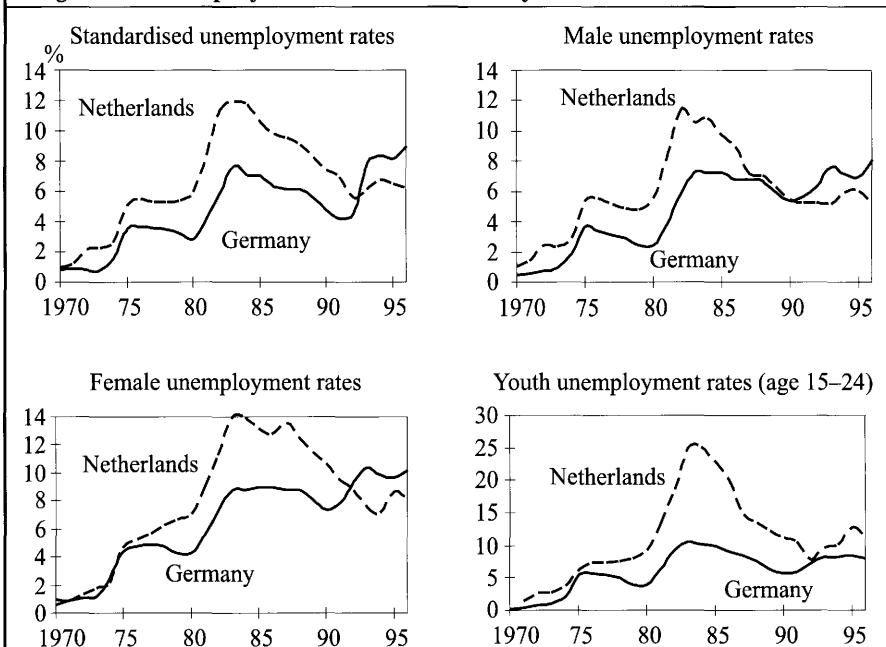 Standardised unemployment rates
%
14
12
10
8
6
4
2
0
Netherlands
Germany
1970 75 80 85 90 95
Male unemployment rates
14
12
10
8
6
4
2
0
Netherlands
Germany
1970 75 80 85 90 95
Female unemployment rates
14
12
10
8
6
4
2
0
Netherlands
Germany
1970 75 80 85 90 95
Youth unemployment rates (age 15–24)
30
25
20
15
10
5
0
Netherlands
Germany
1970 75 80 85 90 95